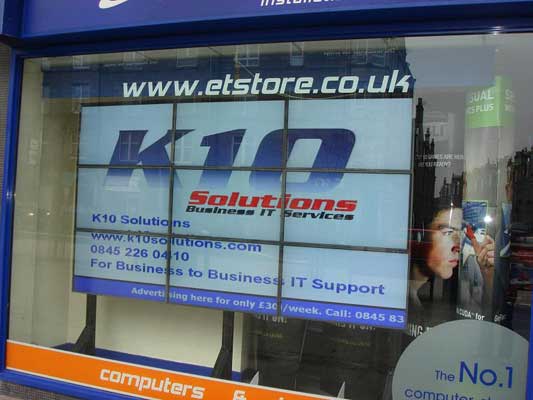 www.etstore.co.uk
K10
Solutions
Business IT Services
K10 Solutions
www.k10solutions.com
0845 226 0410
For Business to Business IT Support
Advertising here for only £30/week. Call: 0845 83
computers &
The No.1
computer